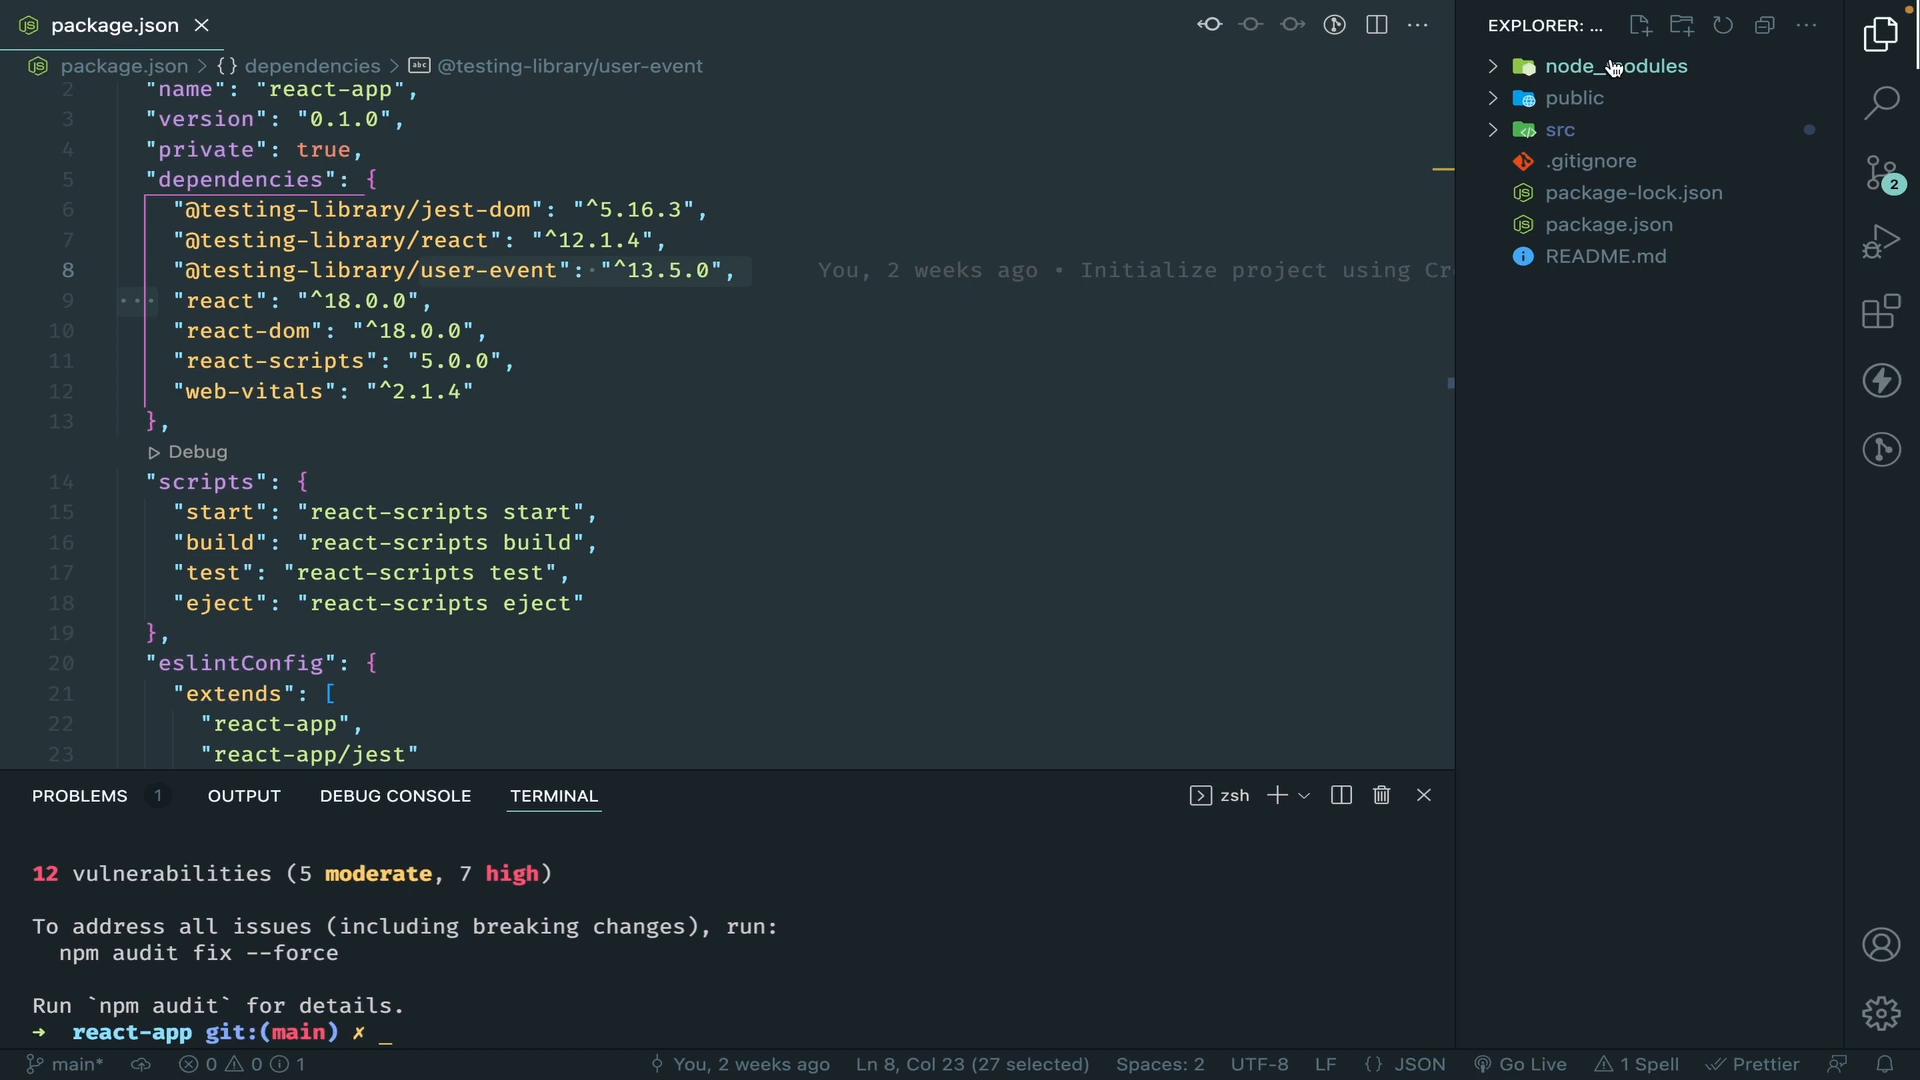 package.json
EXPLORER: ...
package.json > {} dependencies > abc @testing-library/user-event
2 "name": "react-app",
3 "version": "0.1.0",
4 "private": true,
5 "dependencies": {
6 "@testing-library/jest-dom": "^5.16.3",
7 "@testing-library/react": "^12.1.4",
8 "@testing-library/user-event": "^13.5.0", You, 2 weeks ago • Initialize project using Cr
9 "react": "^18.0.0",
10 "react-dom": "^18.0.0",
11 "react-scripts": "5.0.0",
12 "web-vitals": "^2.1.4"
13 },
Debug
14 "scripts": {
15 "start": "react-scripts start",
16 "build": "react-scripts build",
17 "test": "react-scripts test",
18 "eject": "react-scripts eject"
19 },
20 "eslintConfig": {
21 "extends": [
22 "react-app",
23 "react-app/jest"
node_modules
public
src
.gitignore
package-lock.json
package.json
README.md
2
PROBLEMS 1 OUTPUT DEBUG CONSOLE TERMINAL zsh
12 vulnerabilities (5 moderate, 7 high)
To address all issues (including breaking changes), run:
npm audit fix --force
Run `npm audit` for details.
→ react-app git:(main) ✗ _
main* 0 0 1 You, 2 weeks ago Ln 8, Col 23 (27 selected) Spaces: 2 UTF-8 LF {} JSON Go Live 1 Spell Prettier